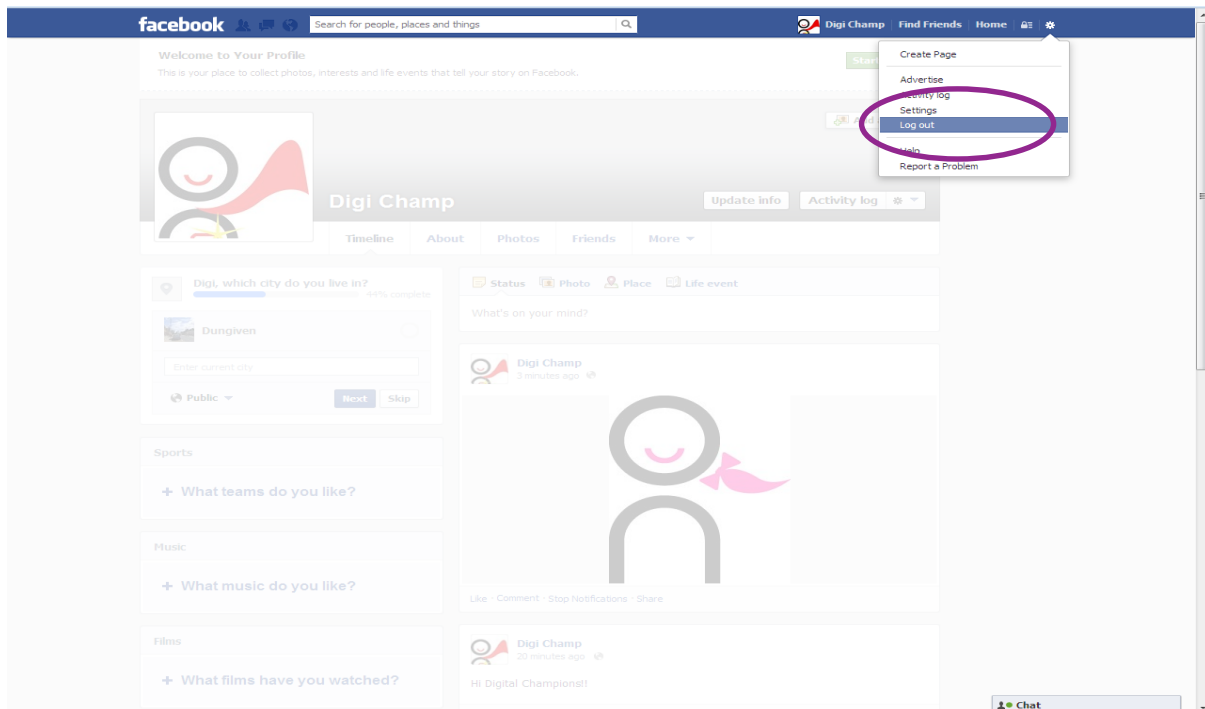 facebook
Search for people, places and things
Digi Champ Find Friends Home
Create Page
Advertise
Activity log
Settings
Log out
Help
Report a Problem
Welcome to Your Profile
This is your place to collect photos, interests and life events that tell your story on Facebook.
Start
Add
Digi Champ
Update info Activity log
Timeline About Photos Friends More
Digi, which city do you live in?
44% complete
Dungiven
Enter current city
Public Next Skip
Sports
+ What teams do you like?
Music
+ What music do you like?
Films
+ What films have you watched?
Status Photo Place Life event
What's on your mind?
Digi Champ
3 minutes ago
Like · Comment · Stop Notifications · Share
Digi Champ
20 minutes ago
Hi Digital Champions!!
Chat